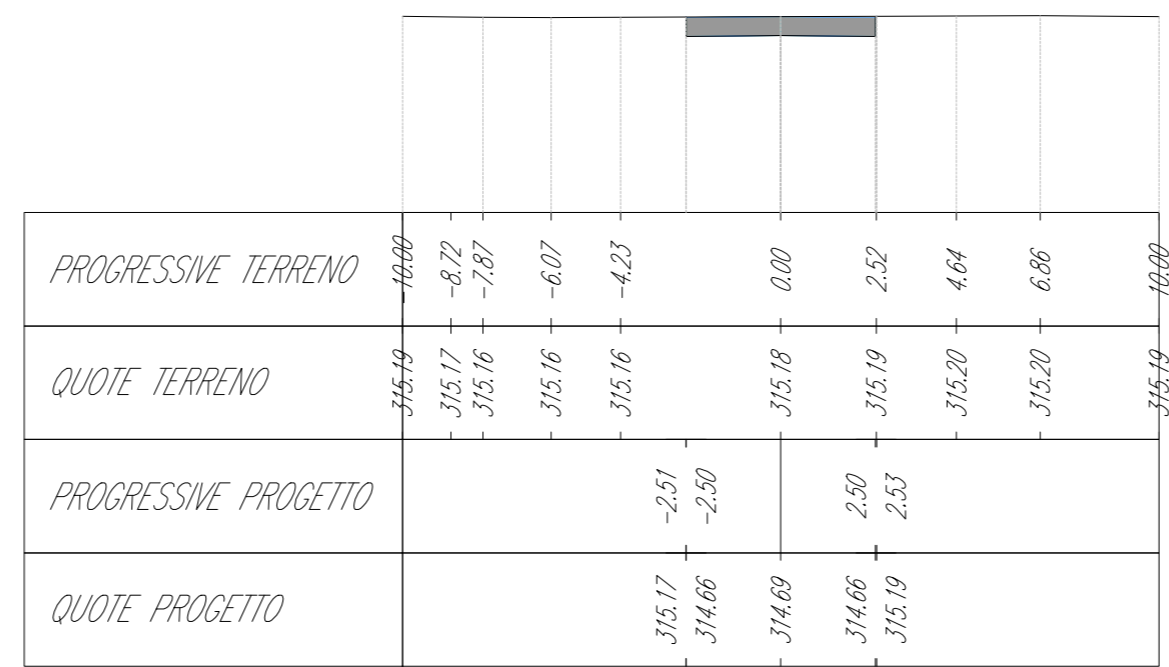 PROGRESSIVE TERRENO -10.00 -8.72 -7.87 -6.07 -4.23 0.00 2.52 4.64 6.86 10.00
QUOTE TERRENO 315.19 315.17 315.16 315.16 315.16 315.18 315.19 315.20 315.20 315.19
PROGRESSIVE PROGETTO -2.51 -2.50 2.50 2.53
QUOTE PROGETTO 315.17 314.66 314.69 314.66 315.19